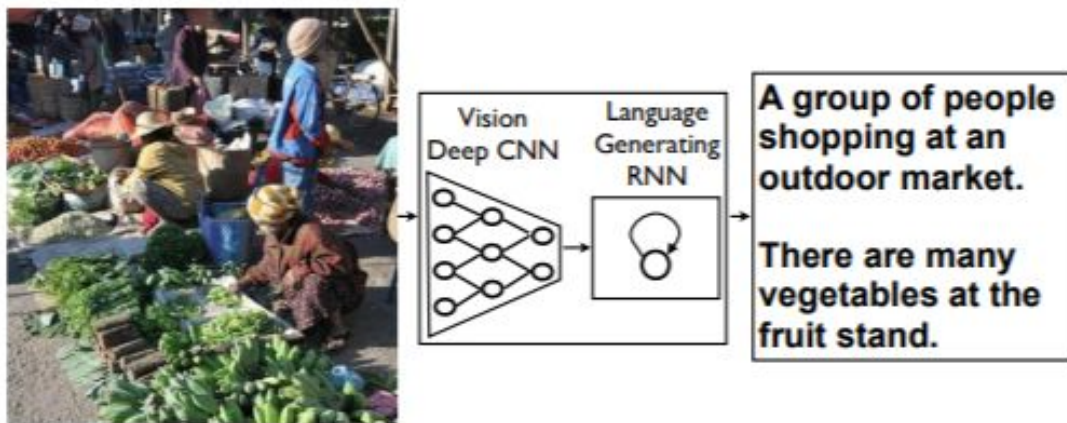 Vision
Deep CNN
Language
Generating
RNN
A group of people
shopping at an
outdoor market.
There are many
vegetables at the
fruit stand.